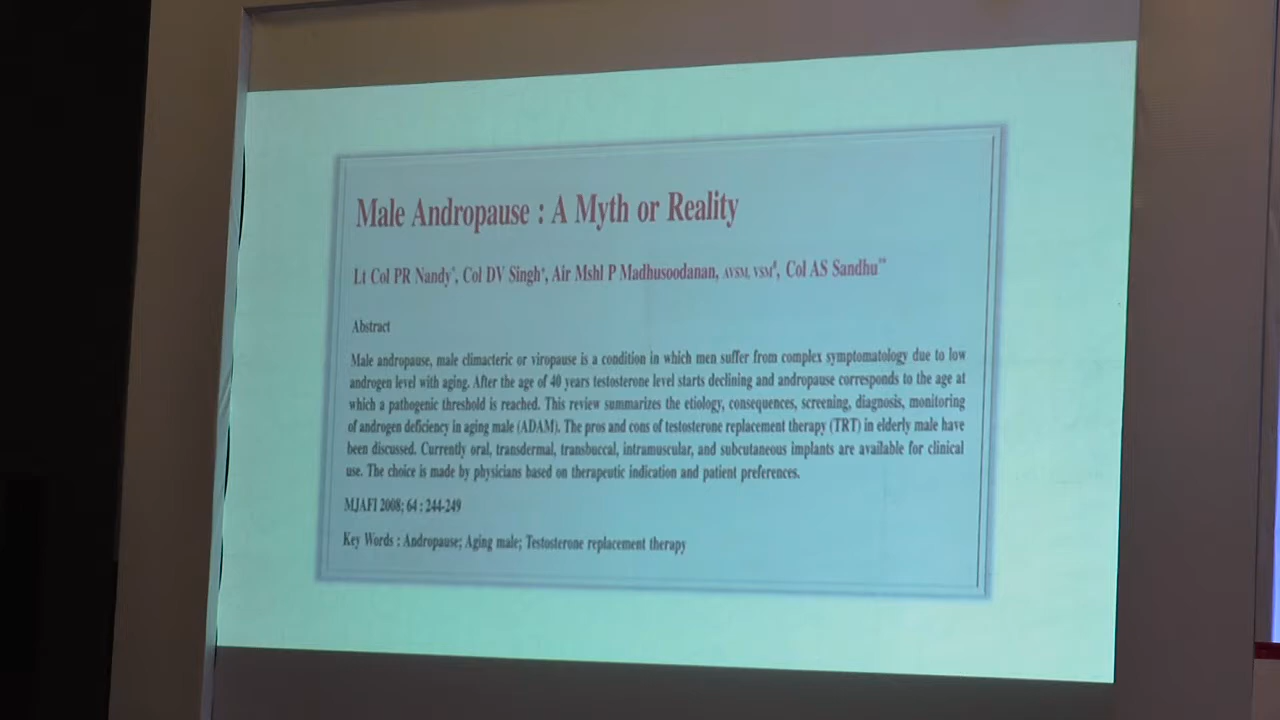 Male Andropause : A Myth or Reality
Lt Col PR Nandy*, Col DV Singh+, Air Mshl P Madhusoodanan, AVSM, VSM#, Col AS Sandhu**
Abstract
Male andropause, male climacteric or viropause is a condition in which men suffer from complex symptomatology due to low
androgen level with aging. After the age of 40 years testosterone level starts declining and andropause corresponds to the age at
which a pathogenic threshold is reached. This review summarizes the etiology, consequences, screening, diagnosis, monitoring
of androgen deficiency in aging male (ADAM). The pros and cons of testosterone replacement therapy (TRT) in elderly male have
been discussed. Currently oral, transdermal, transbuccal, intramuscular, and subcutaneous implants are available for clinical
use. The choice is made by physicians based on therapeutic indication and patient preferences.
MJAFI 2008; 64 : 244-249
Key Words : Andropause; Aging male; Testosterone replacement therapy